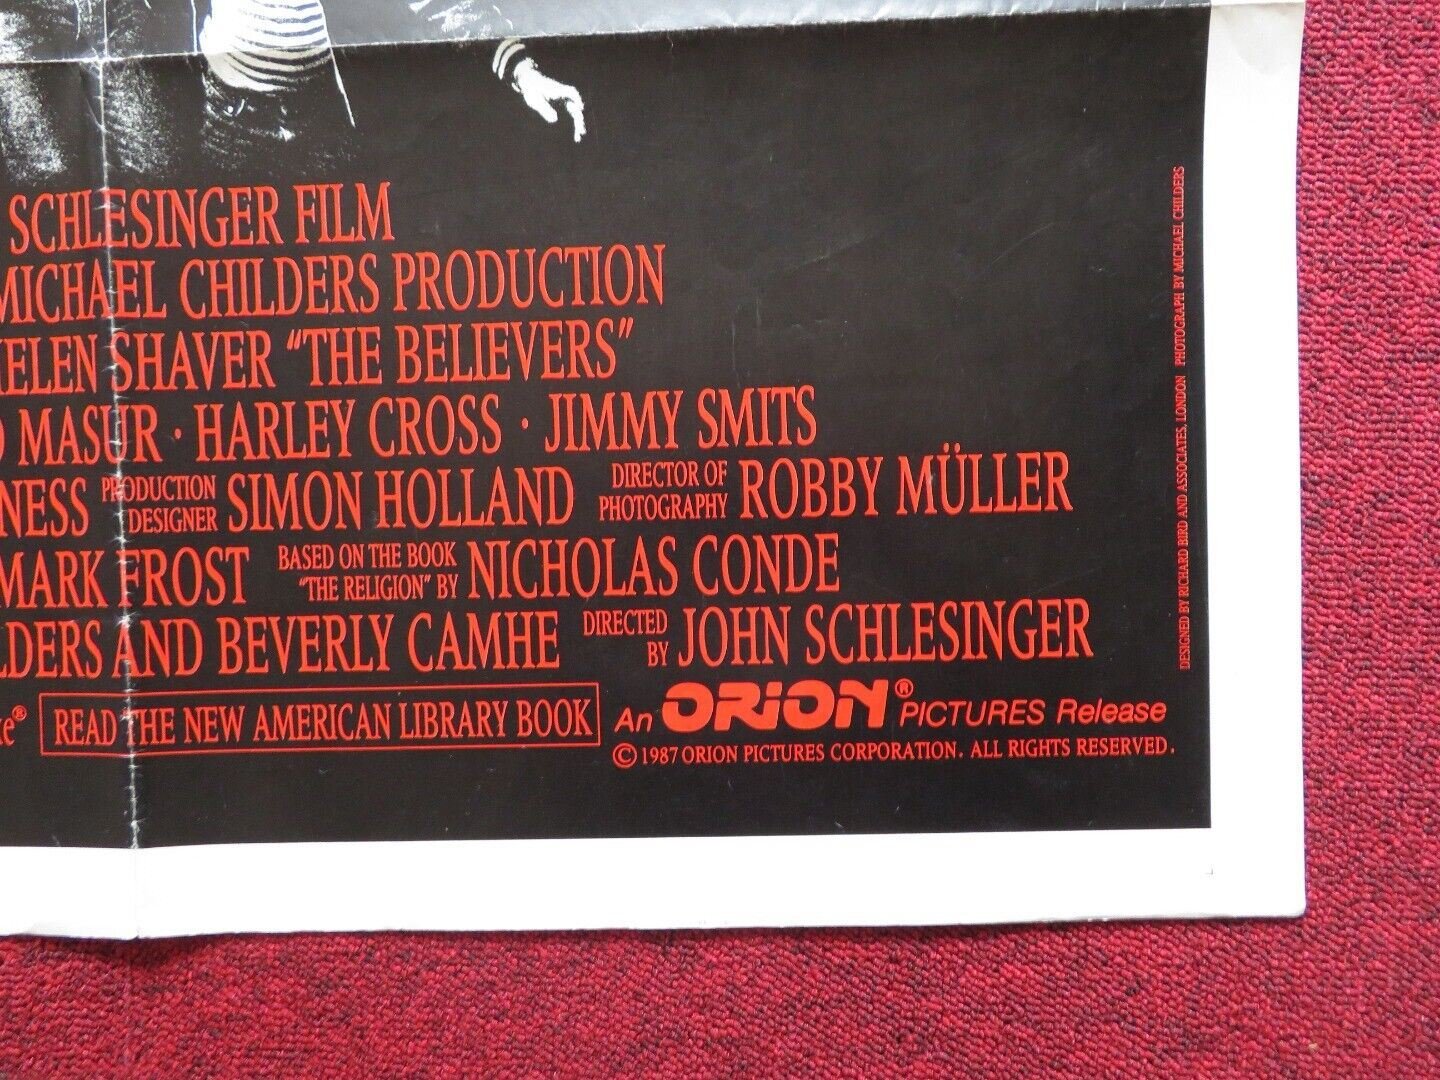 SCHLESINGER FILM
MICHAEL CHILDERS PRODUCTION
HELEN SHAVER "THE BELIEVERS"
MASUR · HARLEY CROSS · JIMMY SMITS
NESS PRODUCTION DESIGNER SIMON HOLLAND DIRECTOR OF PHOTOGRAPHY ROBBY MÜLLER
MARK FROST BASED ON THE BOOK "THE RELIGION" BY NICHOLAS CONDE
LDERS AND BEVERLY CAMHE DIRECTED BY JOHN SCHLESINGER
READ THE NEW AMERICAN LIBRARY BOOK An ORION® PICTURES Release
© 1987 ORION PICTURES CORPORATION. ALL RIGHTS RESERVED.
DESIGNED BY RICHARD BIRD AND ASSOCIATES, LONDON PHOTOGRAPH BY MICHAEL CHILDERS